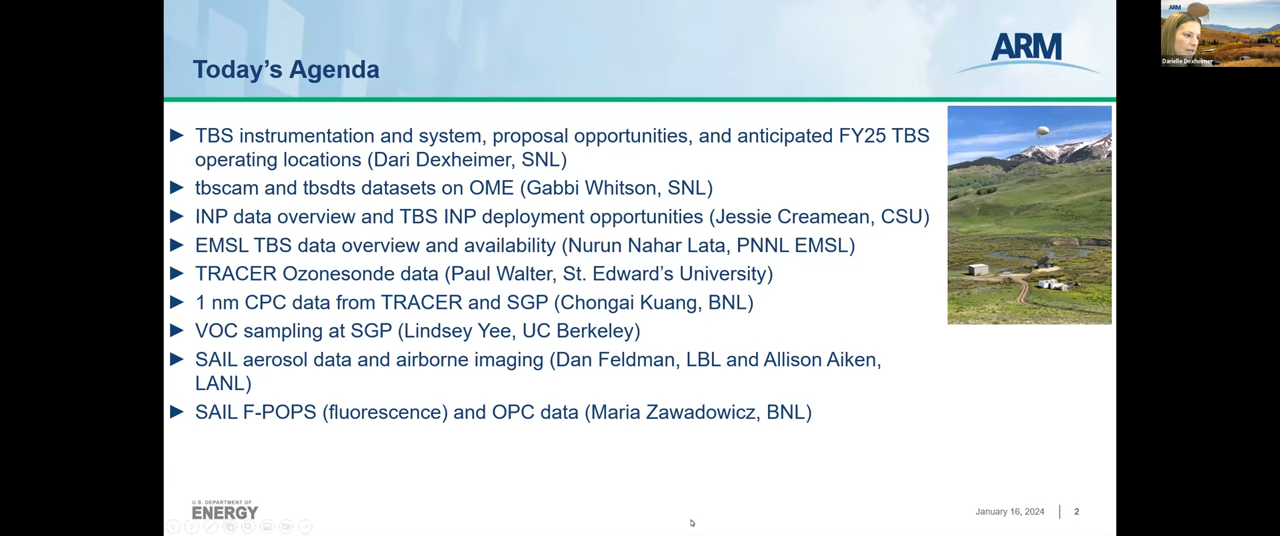 Today's Agenda
ARM
ARM
Darielle Dexheimer
► TBS instrumentation and system, proposal opportunities, and anticipated FY25 TBS
operating locations (Dari Dexheimer, SNL)
► tbscam and tbsdts datasets on OME (Gabbi Whitson, SNL)
► INP data overview and TBS INP deployment opportunities (Jessie Creamean, CSU)
► EMSL TBS data overview and availability (Nurun Nahar Lata, PNNL EMSL)
► TRACER Ozonesonde data (Paul Walter, St. Edward's University)
► 1 nm CPC data from TRACER and SGP (Chongai Kuang, BNL)
► VOC sampling at SGP (Lindsey Yee, UC Berkeley)
► SAIL aerosol data and airborne imaging (Dan Feldman, LBL and Allison Aiken,
LANL)
► SAIL F-POPS (fluorescence) and OPC data (Maria Zawadowicz, BNL)
U.S. DEPARTMENT OF
ENERGY
January 16, 2024
2